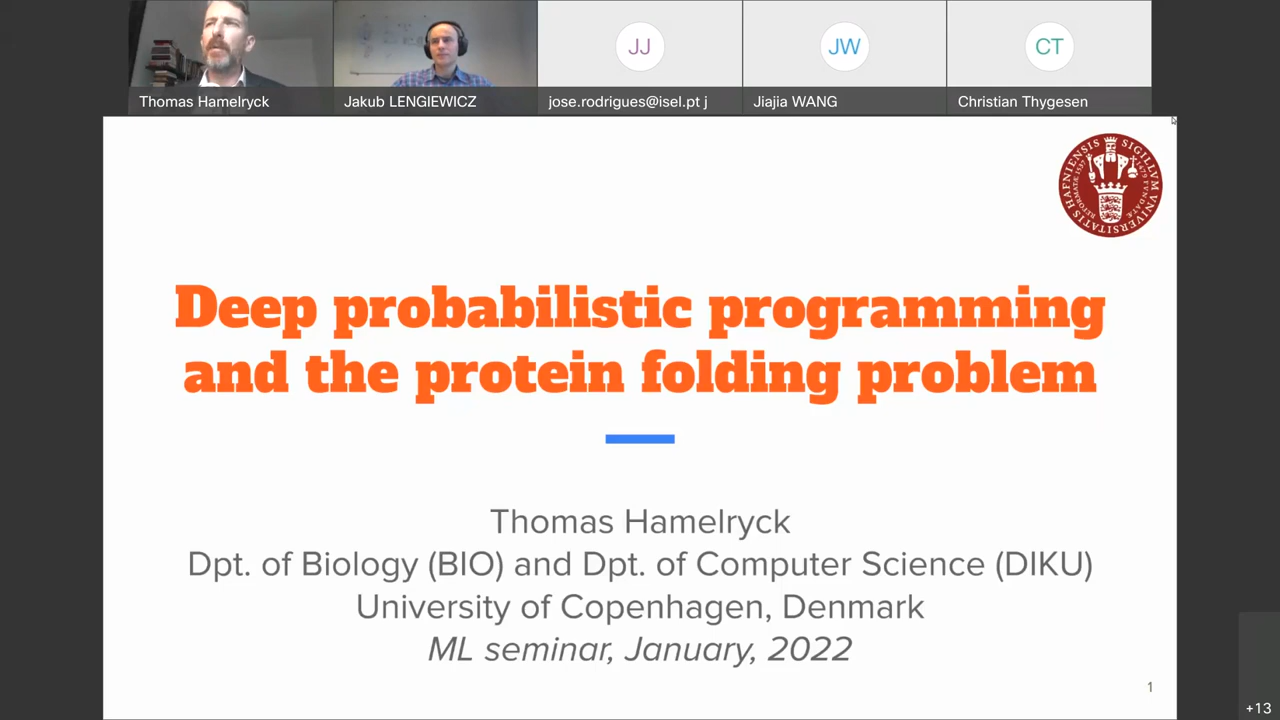 Thomas Hamelryck
Jakub LENGIEWICZ
JJ
jose.rodrigues@isel.pt j
JW
Jiajia WANG
CT
Christian Thygesen
Deep probabilistic programming
and the protein folding problem
Thomas Hamelryck
Dpt. of Biology (BIO) and Dpt. of Computer Science (DIKU)
University of Copenhagen, Denmark
ML seminar, January, 2022
1
+13